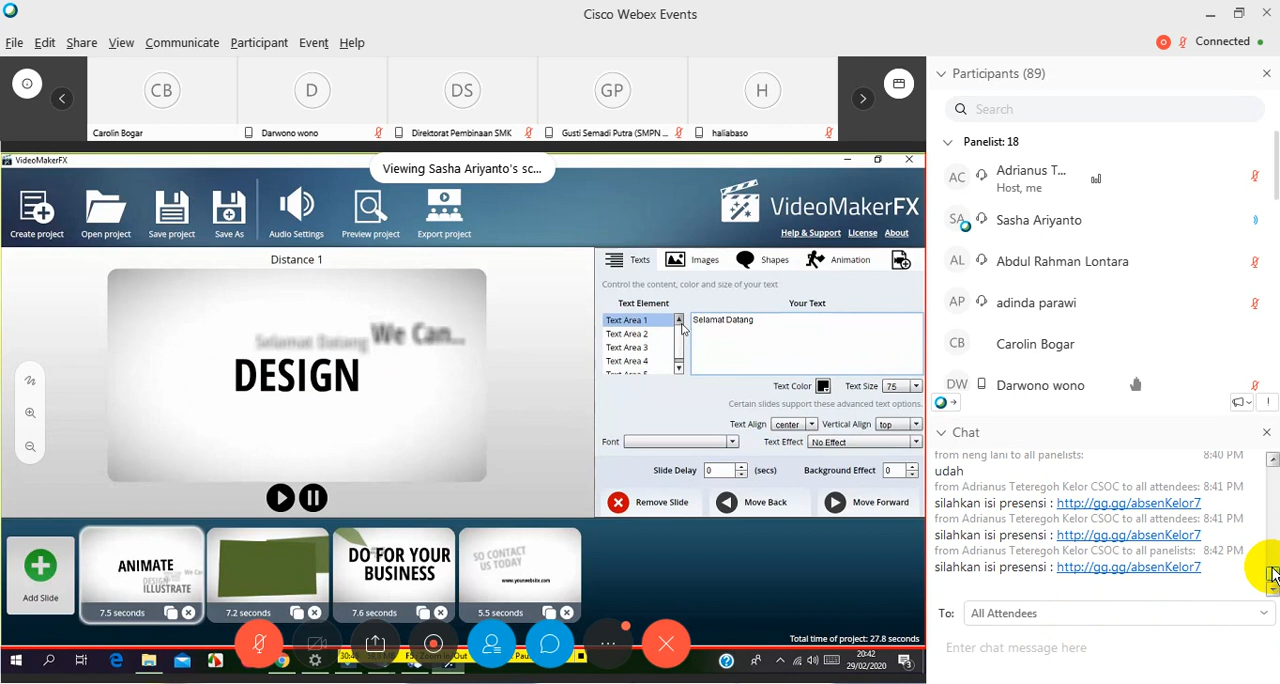 Cisco Webex Events
File Edit Share View Communicate Participant Event Help
Connected
CB D DS GP H
Carolin Bogar Darwono wono Direktorat Pembinaan SMK Gusti Semadi Putra (SMPN ... haliabaso
VideoMakerFX
Viewing Sasha Ariyanto's sc...
Create project Open project Save project Save As Audio Settings Preview project Export project
VideoMakerFX
Help & Support License About
Distance 1
Selamat Datang We Can...
DESIGN
Texts Images Shapes Animation
Control the content, color and size of your text
Text Element Your Text
Text Area 1
Text Area 2
Text Area 3
Text Area 4
Selamat Datang
Text Color Text Size 75
Certain slides support these advanced text options.
Text Align center Vertical Align top
Font Text Effect No Effect
Slide Delay 0 (secs) Background Effect 0
Remove Slide Move Back Move Forward
Add Slide
ANIMATE
DESIGN We Can
ILLUSTRATE
7.5 seconds
7.2 seconds
DO FOR YOUR
BUSINESS
7.6 seconds
SO CONTACT
US TODAY
www.yourwebsite.com
5.5 seconds
Total time of project: 27.8 seconds
20:42
29/02/2020
3
Participants (89)
Search
Panelist: 18
AC Adrianus T...
Host, me
SA Sasha Ariyanto
AL Abdul Rahman Lontara
AP adinda parawi
CB Carolin Bogar
DW Darwono wono
Chat
from neng lani to all panelists: 8:40 PM
udah
from Adrianus Teteregoh Kelor CSOC to all attendees: 8:41 PM
silahkan isi presensi : http://gg.gg/absenKelor7
from Adrianus Teteregoh Kelor CSOC to all attendees: 8:41 PM
silahkan isi presensi : http://gg.gg/absenKelor7
from Adrianus Teteregoh Kelor CSOC to all panelists: 8:42 PM
silahkan isi presensi : http://gg.gg/absenKelor7
To: All Attendees
Enter chat message here